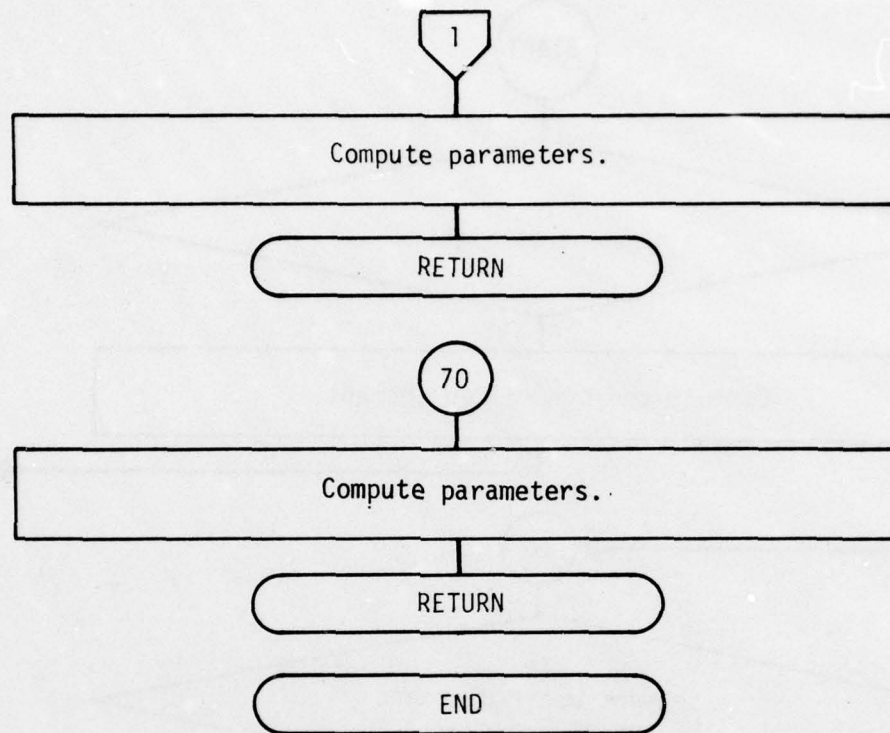 1
Compute parameters.
RETURN
70
Compute parameters.
RETURN
END